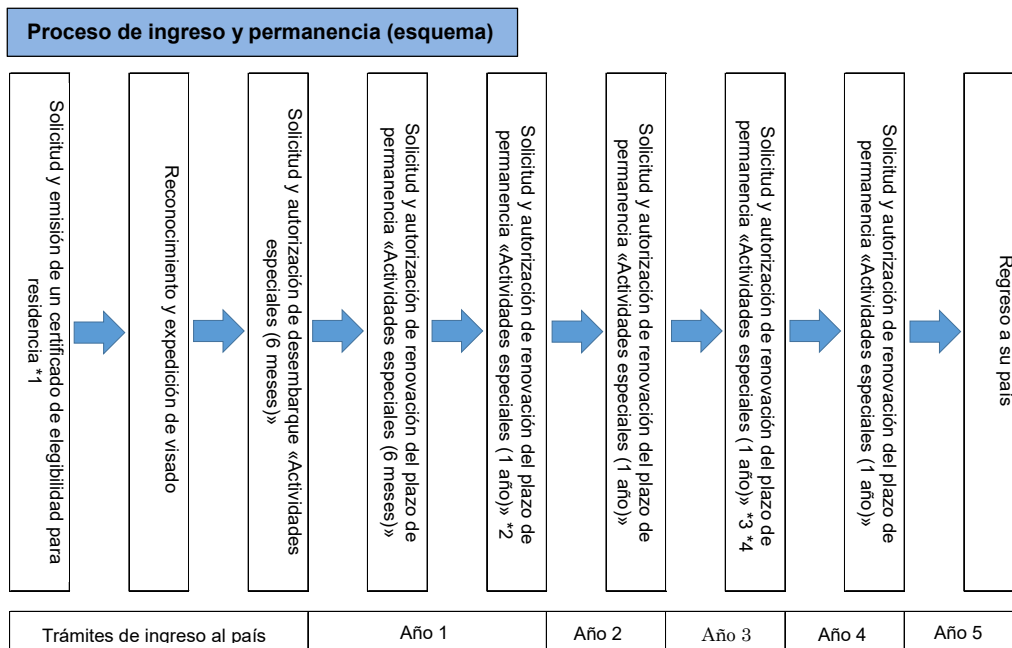 Proceso de ingreso y permanencia (esquema)
Solicitud y emisión de un certificado de elegibilidad para
residencia *1
Reconocimiento y expedición de visado
Solicitud y autorización de desembarque «Actividades
especiales (6 meses)»
Solicitud y autorización de renovación del plazo de
permanencia «Actividades especiales (6 meses)»
Solicitud y autorización de renovación del plazo de
permanencia «Actividades especiales (1 año)» *2
Solicitud y autorización de renovación del plazo de
permanencia «Actividades especiales (1 año)»
Solicitud y autorización de renovación del plazo de
permanencia «Actividades especiales (1 año)» *3 *4
Solicitud y autorización de renovación del plazo de
permanencia «Actividades especiales (1 año)»
Regreso a su país
Trámites de ingreso al país
Año 1
Año 2
Año 3
Año 4
Año 5